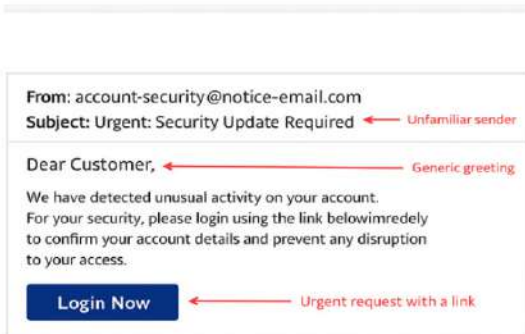 From: account-security@notice-email.com
Subject: Urgent: Security Update Required
Unfamiliar sender
Dear Customer,
Generic greeting
We have detected unusual activity on your account.
For your security, please login using the link belowimredely
to confirm your account details and prevent any disruption
to your access.
Login Now
Urgent request with a link